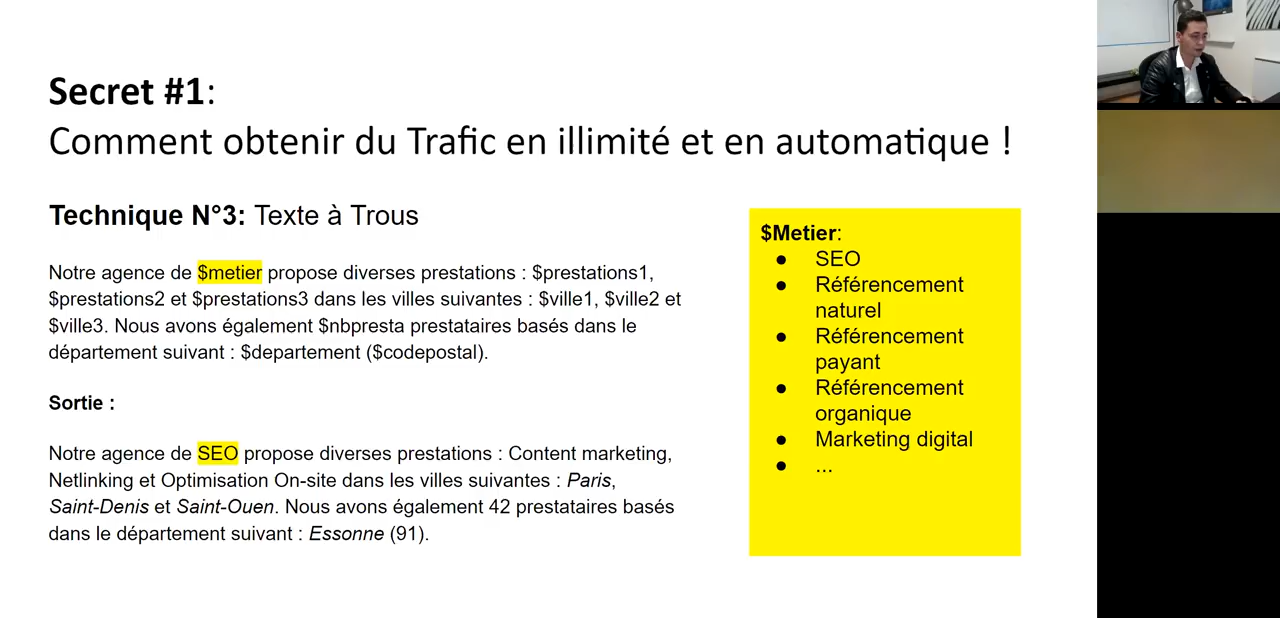 Secret #1:
Comment obtenir du Trafic en illimité et en automatique !
Technique N°3: Texte à Trous
Notre agence de $metier propose diverses prestations : $prestations1,
$prestations2 et $prestations3 dans les villes suivantes : $ville1, $ville2 et
$ville3. Nous avons également $nbpresta prestataires basés dans le
département suivant : $departement ($codepostal).
Sortie :
Notre agence de SEO propose diverses prestations : Content marketing,
Netlinking et Optimisation On-site dans les villes suivantes : Paris,
Saint-Denis et Saint-Ouen. Nous avons également 42 prestataires basés
dans le département suivant : Essonne (91).
$Metier:
● SEO
● Référencement
naturel
● Référencement
payant
● Référencement
organique
● Marketing digital
● ...